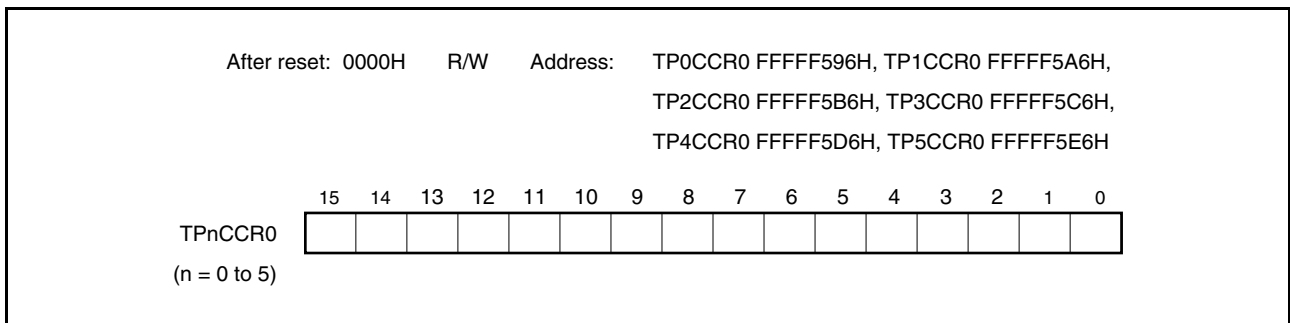 After reset: 0000H R/W Address: TP0CCR0 FFFFF596H, TP1CCR0 FFFFF5A6H,
TP2CCR0 FFFFF5B6H, TP3CCR0 FFFFF5C6H,
TP4CCR0 FFFFF5D6H, TP5CCR0 FFFFF5E6H
15 14 13 12 11 10 9 8 7 6 5 4 3 2 1 0
TPnCCR0
(n = 0 to 5)